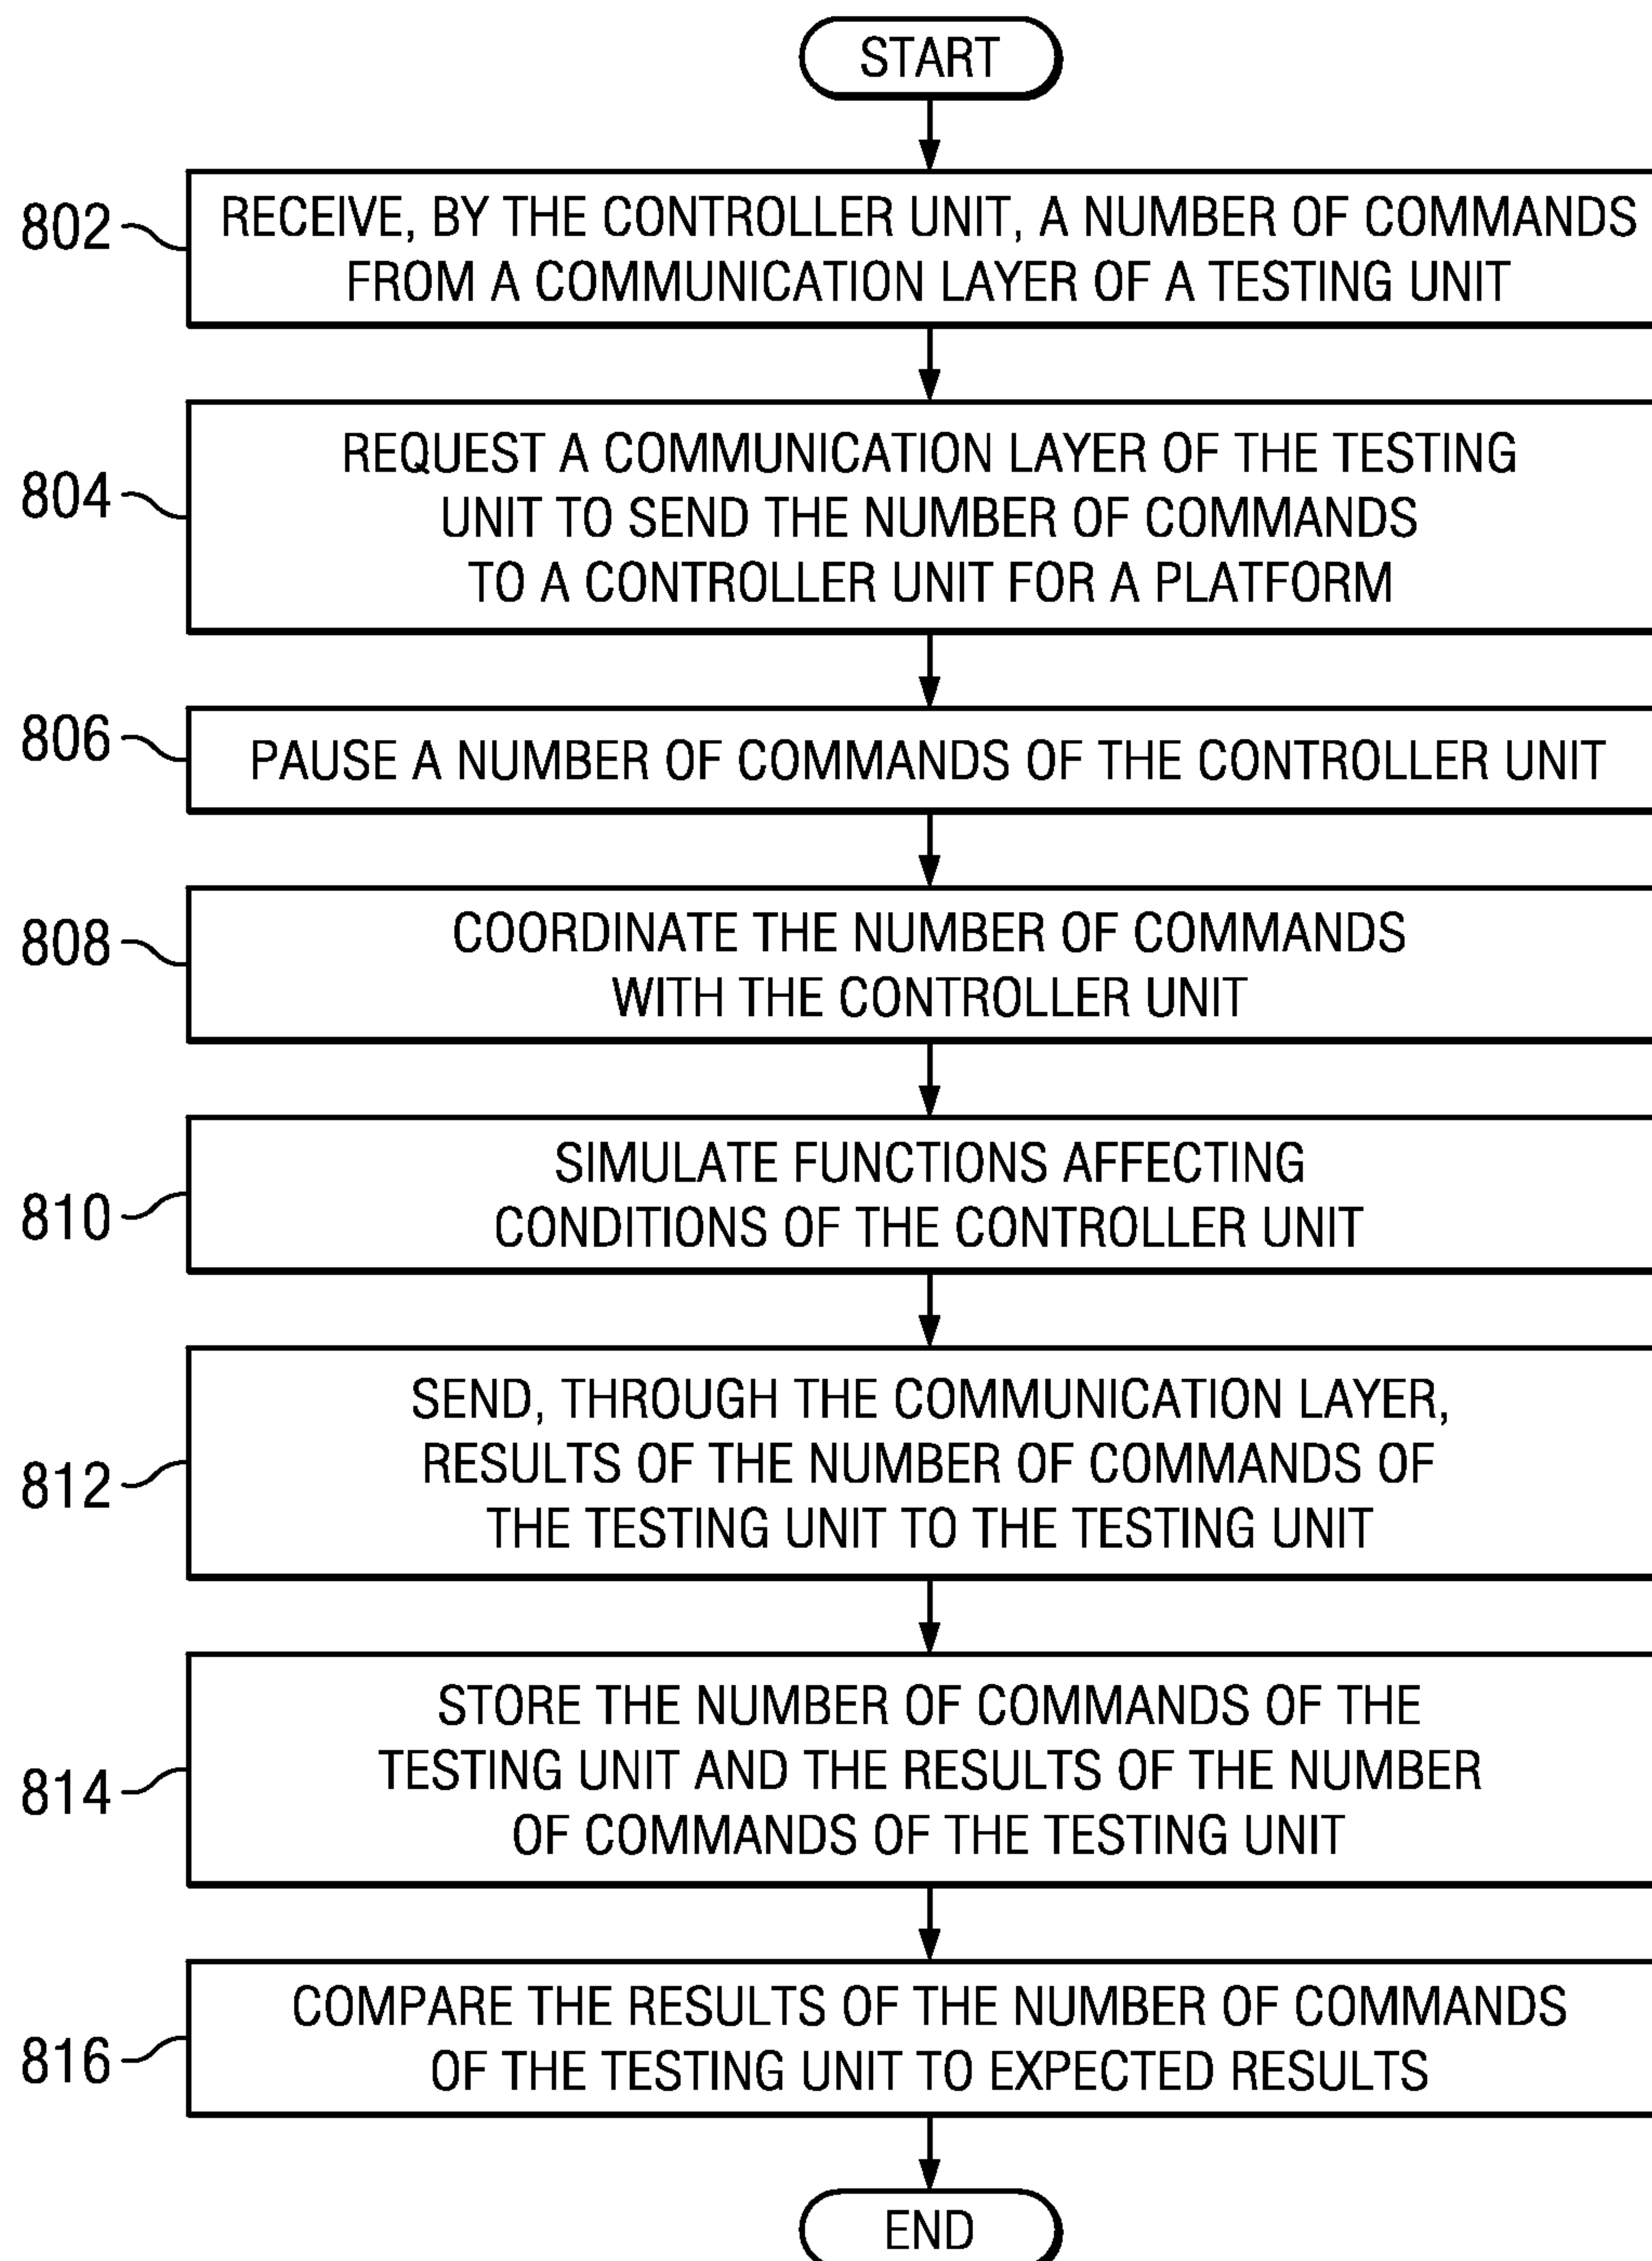 START
802
RECEIVE, BY THE CONTROLLER UNIT, A NUMBER OF COMMANDS
FROM A COMMUNICATION LAYER OF A TESTING UNIT
804
REQUEST A COMMUNICATION LAYER OF THE TESTING
UNIT TO SEND THE NUMBER OF COMMANDS
TO A CONTROLLER UNIT FOR A PLATFORM
806
PAUSE A NUMBER OF COMMANDS OF THE CONTROLLER UNIT
808
COORDINATE THE NUMBER OF COMMANDS
WITH THE CONTROLLER UNIT
810
SIMULATE FUNCTIONS AFFECTING
CONDITIONS OF THE CONTROLLER UNIT
812
SEND, THROUGH THE COMMUNICATION LAYER,
RESULTS OF THE NUMBER OF COMMANDS OF
THE TESTING UNIT TO THE TESTING UNIT
814
STORE THE NUMBER OF COMMANDS OF THE
TESTING UNIT AND THE RESULTS OF THE NUMBER
OF COMMANDS OF THE TESTING UNIT
816
COMPARE THE RESULTS OF THE NUMBER OF COMMANDS
OF THE TESTING UNIT TO EXPECTED RESULTS
END